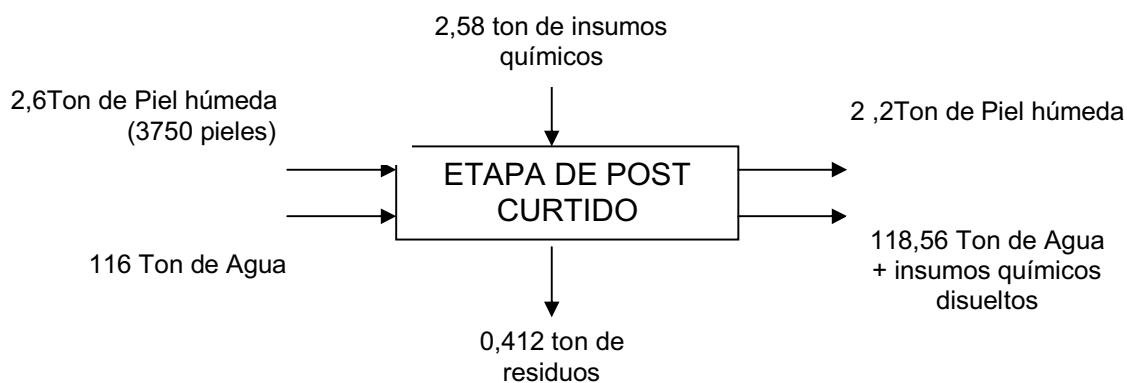 2,58 ton de insumos
químicos
2,6Ton de Piel húmeda
(3750 pieles)
2 ,2Ton de Piel húmeda
ETAPA DE POST
CURTIDO
116 Ton de Agua
118,56 Ton de Agua
+ insumos químicos
disueltos
0,412 ton de
residuos